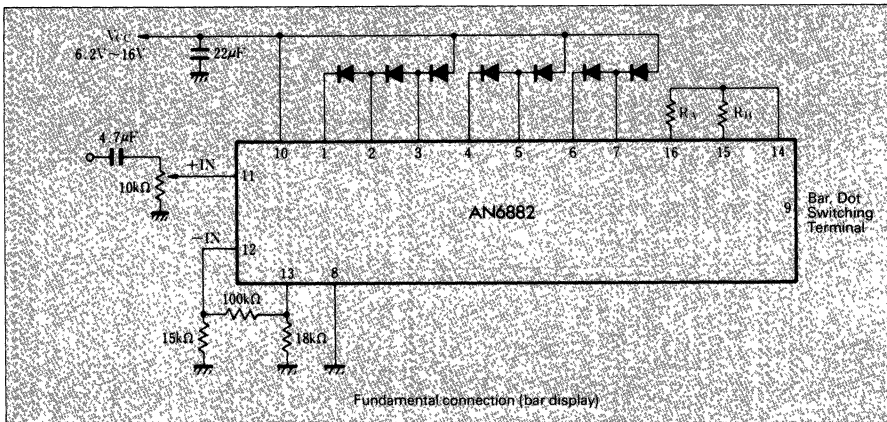 VCC
6.2V~16V
22μF
4.7μF
+IN
10kΩ
10
1
2
3
4
5
6
7
16
15
14
RA
RB
11
AN6882
9
Bar, Dot
Switching
Terminal
-IN
12
13
8
100kΩ
15kΩ
18kΩ
Fundamental connection (bar display)